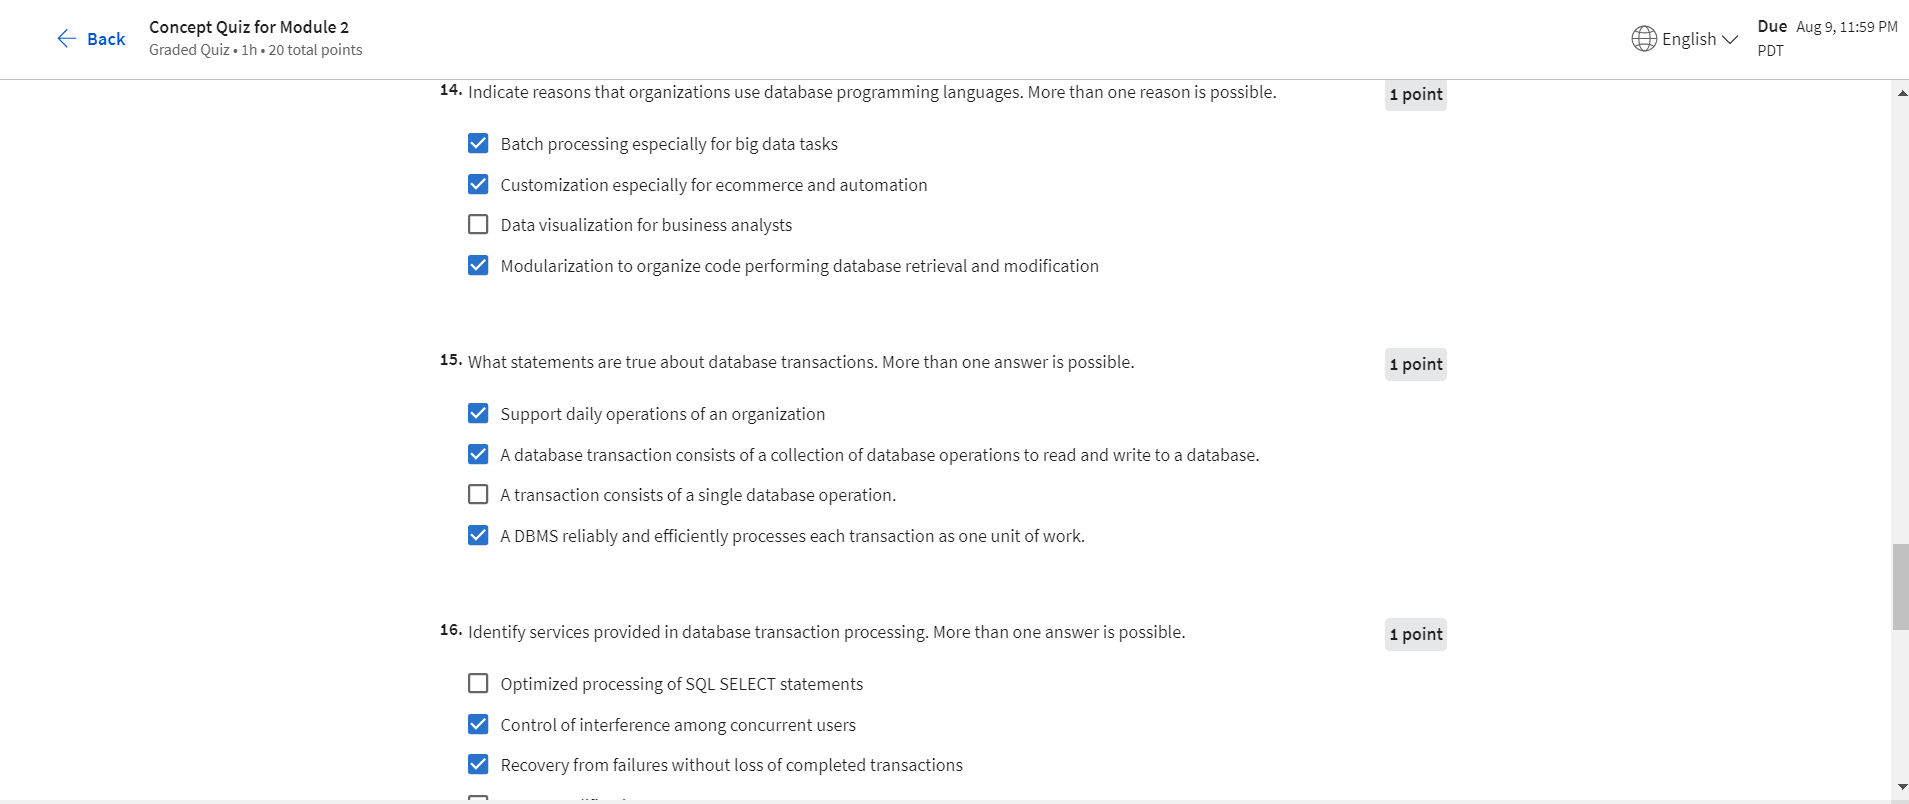 Back
Concept Quiz for Module 2
Graded Quiz • 1h • 20 total points
English
Due Aug 9, 11:59 PM
PDT
14. Indicate reasons that organizations use database programming languages. More than one reason is possible.
1 point
Batch processing especially for big data tasks
Customization especially for ecommerce and automation
Data visualization for business analysts
Modularization to organize code performing database retrieval and modification
15. What statements are true about database transactions. More than one answer is possible.
1 point
Support daily operations of an organization
A database transaction consists of a collection of database operations to read and write to a database.
A transaction consists of a single database operation.
A DBMS reliably and efficiently processes each transaction as one unit of work.
16. Identify services provided in database transaction processing. More than one answer is possible.
1 point
Optimized processing of SQL SELECT statements
Control of interference among concurrent users
Recovery from failures without loss of completed transactions